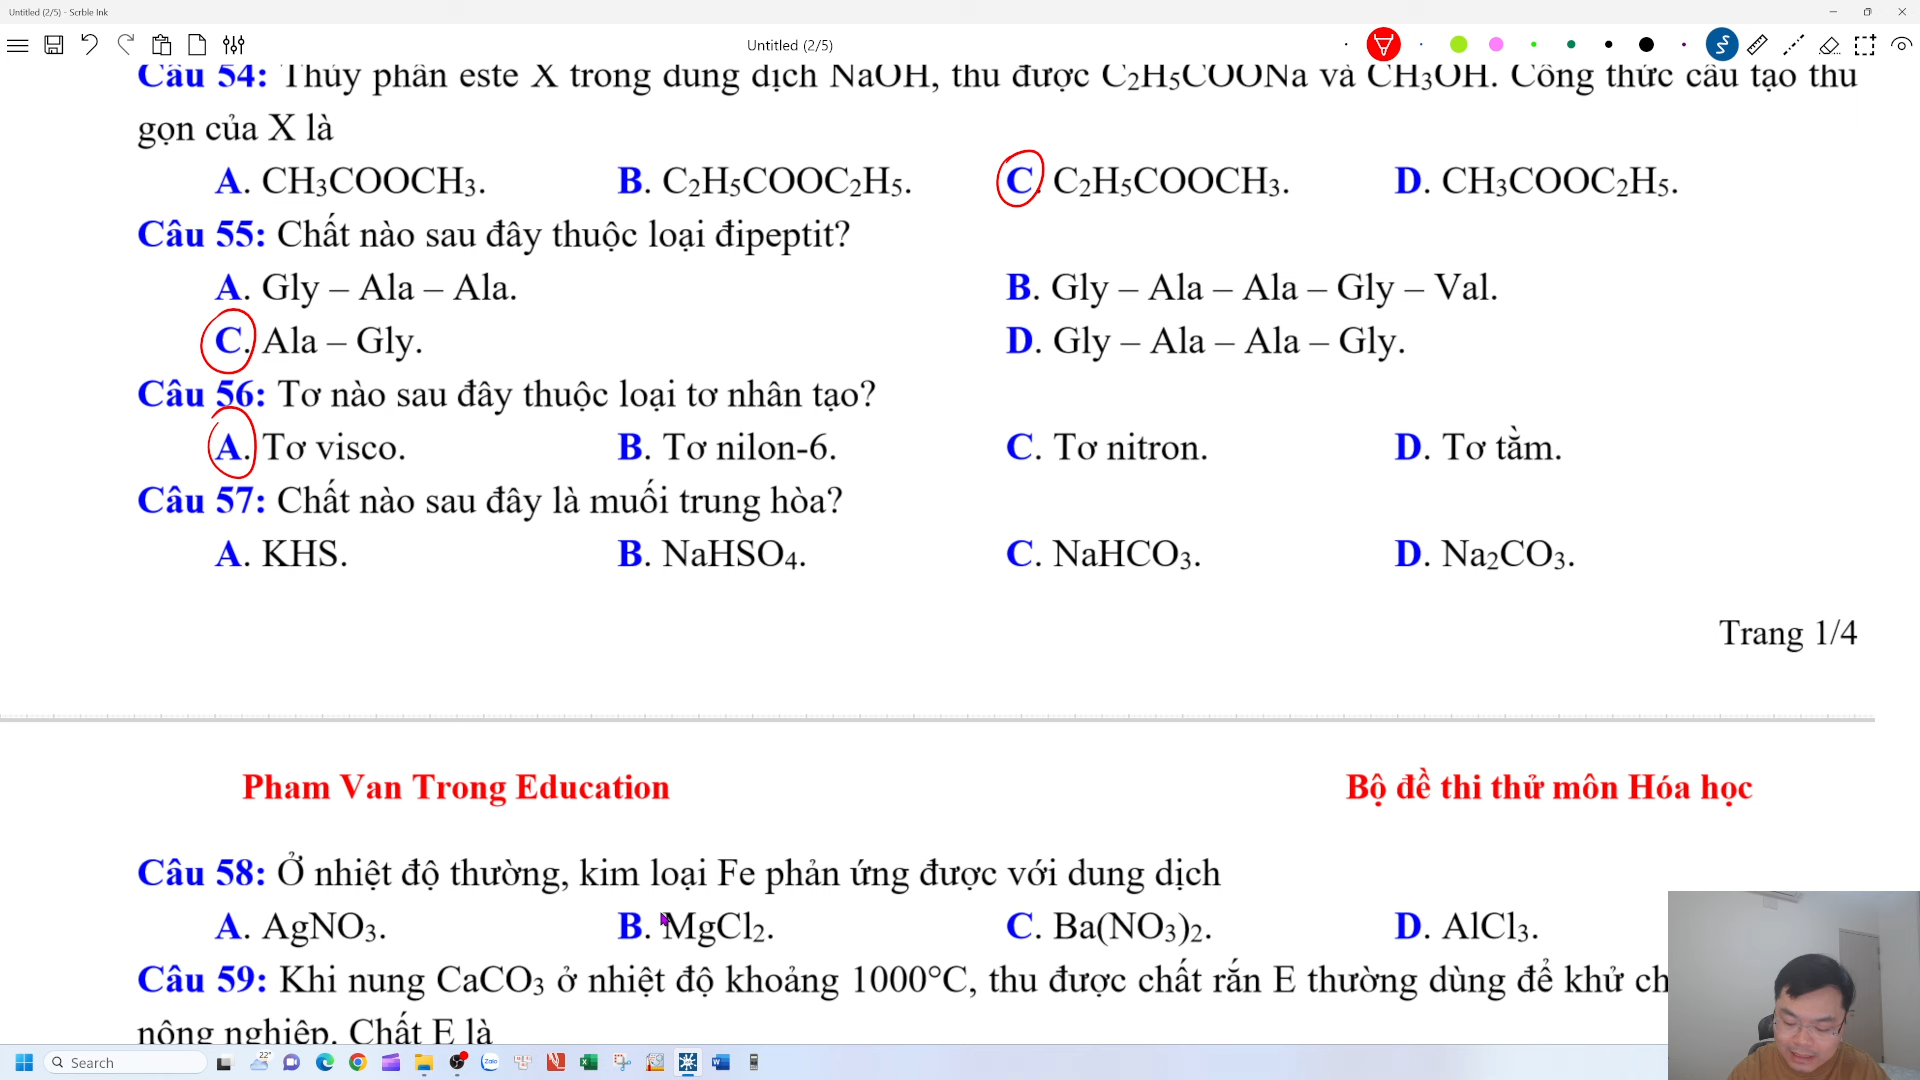 Untitled (2/5) - Scrble Ink
Untitled (2/5)
Câu 54: Thủy phân este X trong dung dịch NaOH, thu được C₂H₅COONa và CH₃OH. Công thức cấu tạo thu
gọn của X là
A. CH₃COOCH₃. B. C₂H₅COOC₂H₅. C. C₂H₅COOCH₃. D. CH₃COOC₂H₅.
Câu 55: Chất nào sau đây thuộc loại đipeptit?
A. Gly – Ala – Ala. B. Gly – Ala – Ala – Gly – Val.
C. Ala – Gly. D. Gly – Ala – Ala – Gly.
Câu 56: Tơ nào sau đây thuộc loại tơ nhân tạo?
A. Tơ visco. B. Tơ nilon-6. C. Tơ nitron. D. Tơ tằm.
Câu 57: Chất nào sau đây là muối trung hòa?
A. KHS. B. NaHSO₄. C. NaHCO₃. D. Na₂CO₃.
Trang 1/4
Pham Van Trong Education Bộ đề thi thử môn Hóa học
Câu 58: Ở nhiệt độ thường, kim loại Fe phản ứng được với dung dịch
A. AgNO₃. B. MgCl₂. C. Ba(NO₃)₂. D. AlCl₃.
Câu 59: Khi nung CaCO₃ ở nhiệt độ khoảng 1000°C, thu được chất rắn E thường dùng để khử ch
nông nghiệp. Chất E là
Search 22° Zalo